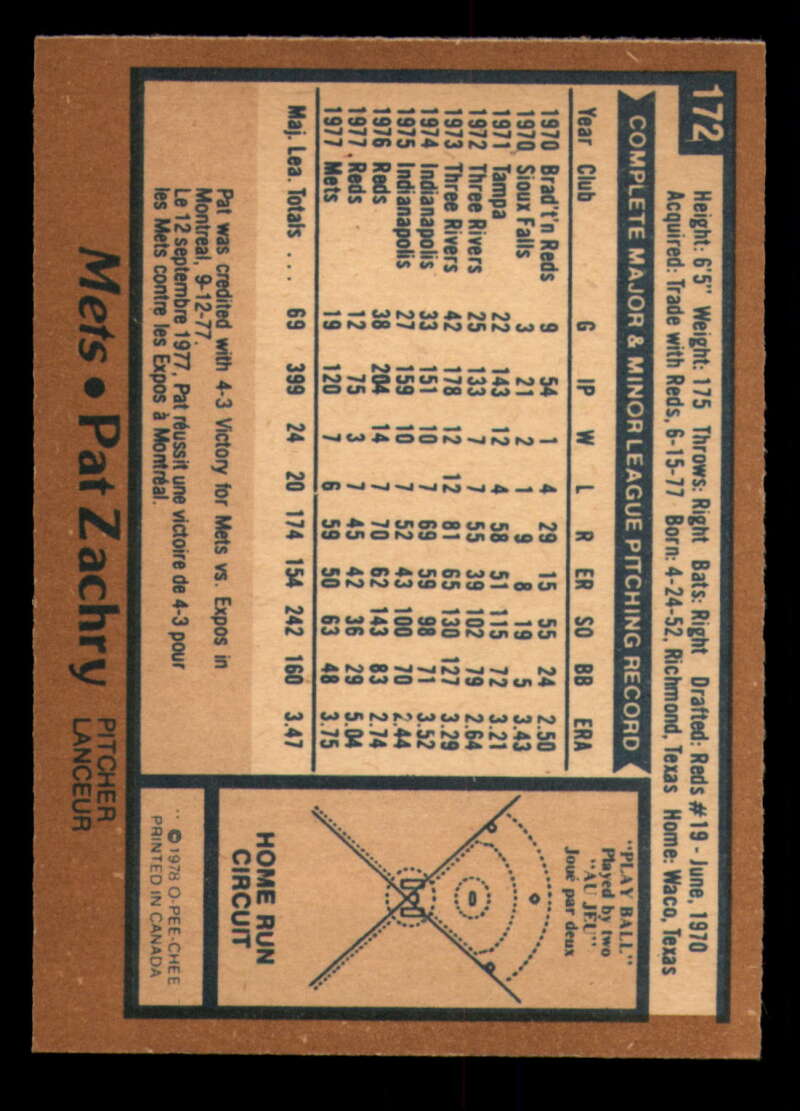 172
Height: 6'5" Weight: 175 Throws: Right Bats: Right Drafted: Reds #19 - June, 1970
Acquired: Trade with Reds, 6-15-77 Born: 4-24-52, Richmond, Texas Home: Waco, Texas
COMPLETE MAJOR & MINOR LEAGUE PITCHING RECORD
Year Club G IP W L R ER SO BB ERA
1970 Brad't'n Reds 9 54 1 4 29 15 55 24 2.50
1970 Sioux Falls 3 21 2 1 9 8 19 5 3.43
1971 Tampa 22 143 12 4 58 51 115 72 3.21
1972 Three Rivers 25 133 7 7 55 39 102 79 2.64
1973 Three Rivers 42 178 12 12 81 65 130 127 3.29
1974 Indianapolis 33 151 10 7 69 59 98 71 3.52
1975 Indianapolis 27 159 10 7 52 43 100 70 2.44
1976 Reds 38 204 14 7 70 62 143 83 2.74
1977 Reds 12 75 3 7 45 42 36 29 5.04
1977 Mets 19 120 7 6 59 50 63 48 3.75
Maj. Lea. Totals .... 69 399 24 20 174 154 242 160 3.47
Pat was credited with 4-3 Victory for Mets vs. Expos in
Montreal, 9-12-77.
Le 12 septembre 1977, Pat réussit une victoire de 4-3 pour
les Mets contre les Expos à Montréal.
"PLAY BALL"
Played by two
"AU JEU"
Joué par deux
HOME RUN
CIRCUIT
© 1978 O-PEE-CHEE
PRINTED IN CANADA
Mets • Pat Zachry
PITCHER
LANCEUR